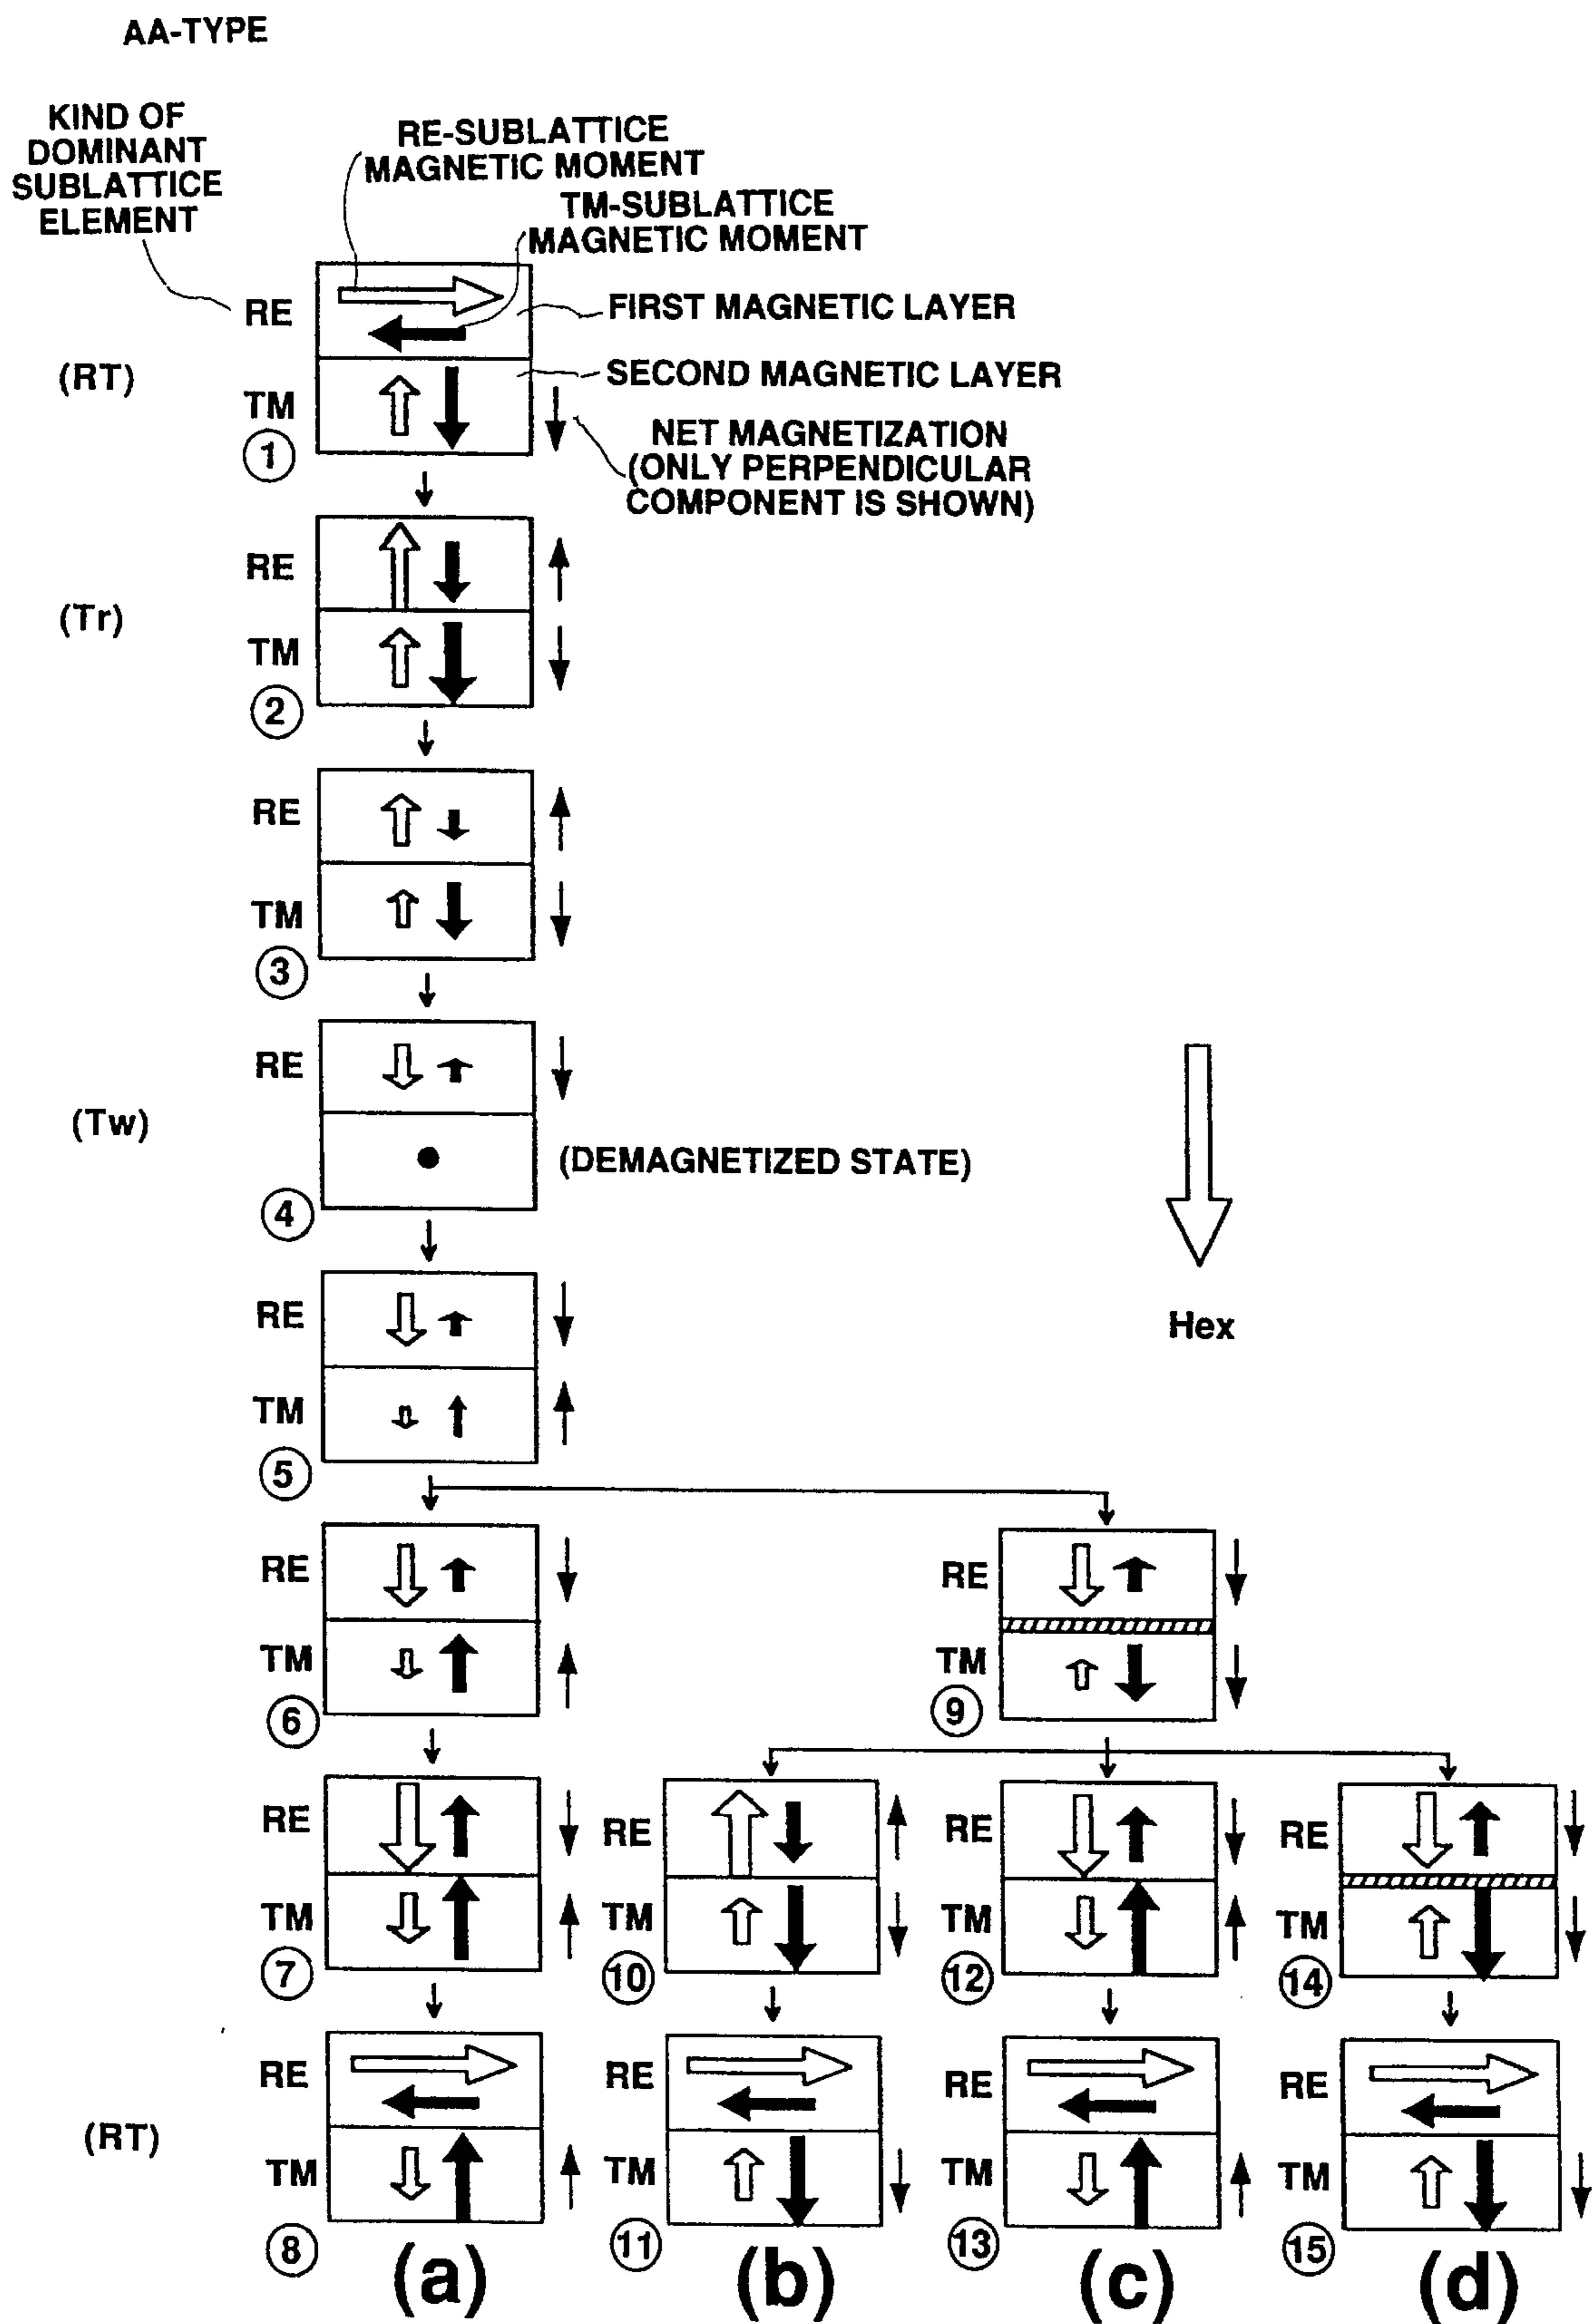 AA-TYPE
KIND OF
DOMINANT
SUBLATTICE
ELEMENT
RE-SUBLATTICE
MAGNETIC MOMENT
TM-SUBLATTICE
MAGNETIC MOMENT
RE
FIRST MAGNETIC LAYER
(RT)
SECOND MAGNETIC LAYER
TM
1
NET MAGNETIZATION
(ONLY PERPENDICULAR
COMPONENT IS SHOWN)
RE
(Tr)
TM
2
RE
TM
3
RE
(Tw)
(DEMAGNETIZED STATE)
4
RE
Hex
TM
5
RE
RE
TM
TM
6
9
RE
RE
RE
RE
TM
TM
TM
TM
7
10
12
14
RE
RE
RE
RE
(RT)
TM
TM
TM
TM
8
11
13
15
(a)
(b)
(c)
(d)